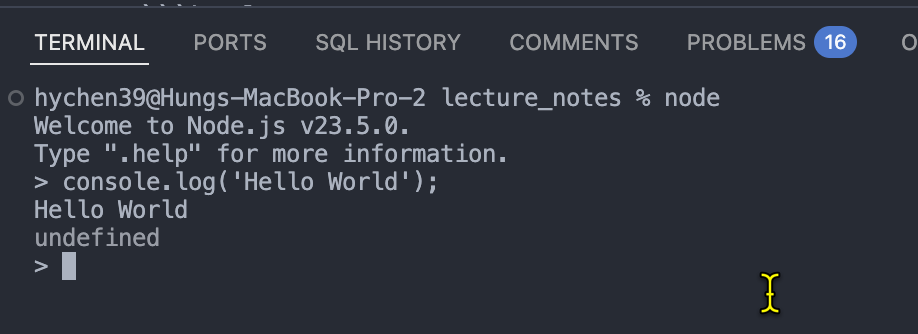 TERMINAL PORTS SQL HISTORY COMMENTS PROBLEMS 16 O
hychen39@Hungs-MacBook-Pro-2 lecture_notes % node
Welcome to Node.js v23.5.0.
Type ".help" for more information.
> console.log('Hello World');
Hello World
undefined
>